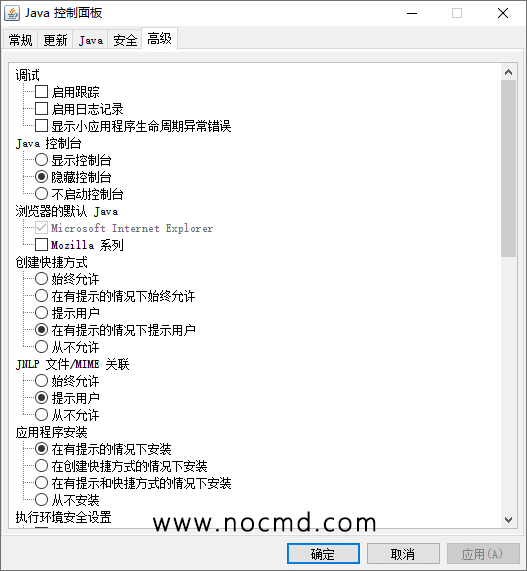 Java 控制面板
常规 更新 Java 安全 高级
调试
启用跟踪
启用日志记录
显示小应用程序生命周期异常错误
Java 控制台
显示控制台
隐藏控制台
不启动控制台
浏览器的默认 Java
Microsoft Internet Explorer
Mozilla 系列
创建快捷方式
始终允许
在有提示的情况下始终允许
提示用户
在有提示的情况下提示用户
从不允许
JNLP 文件/MIME 关联
始终允许
提示用户
从不允许
应用程序安装
在有提示的情况下安装
在创建快捷方式的情况下安装
在有提示和快捷方式的情况下安装
从不安装
执行环境安全设置
www.nocmd.com
确定 取消 应用(A)